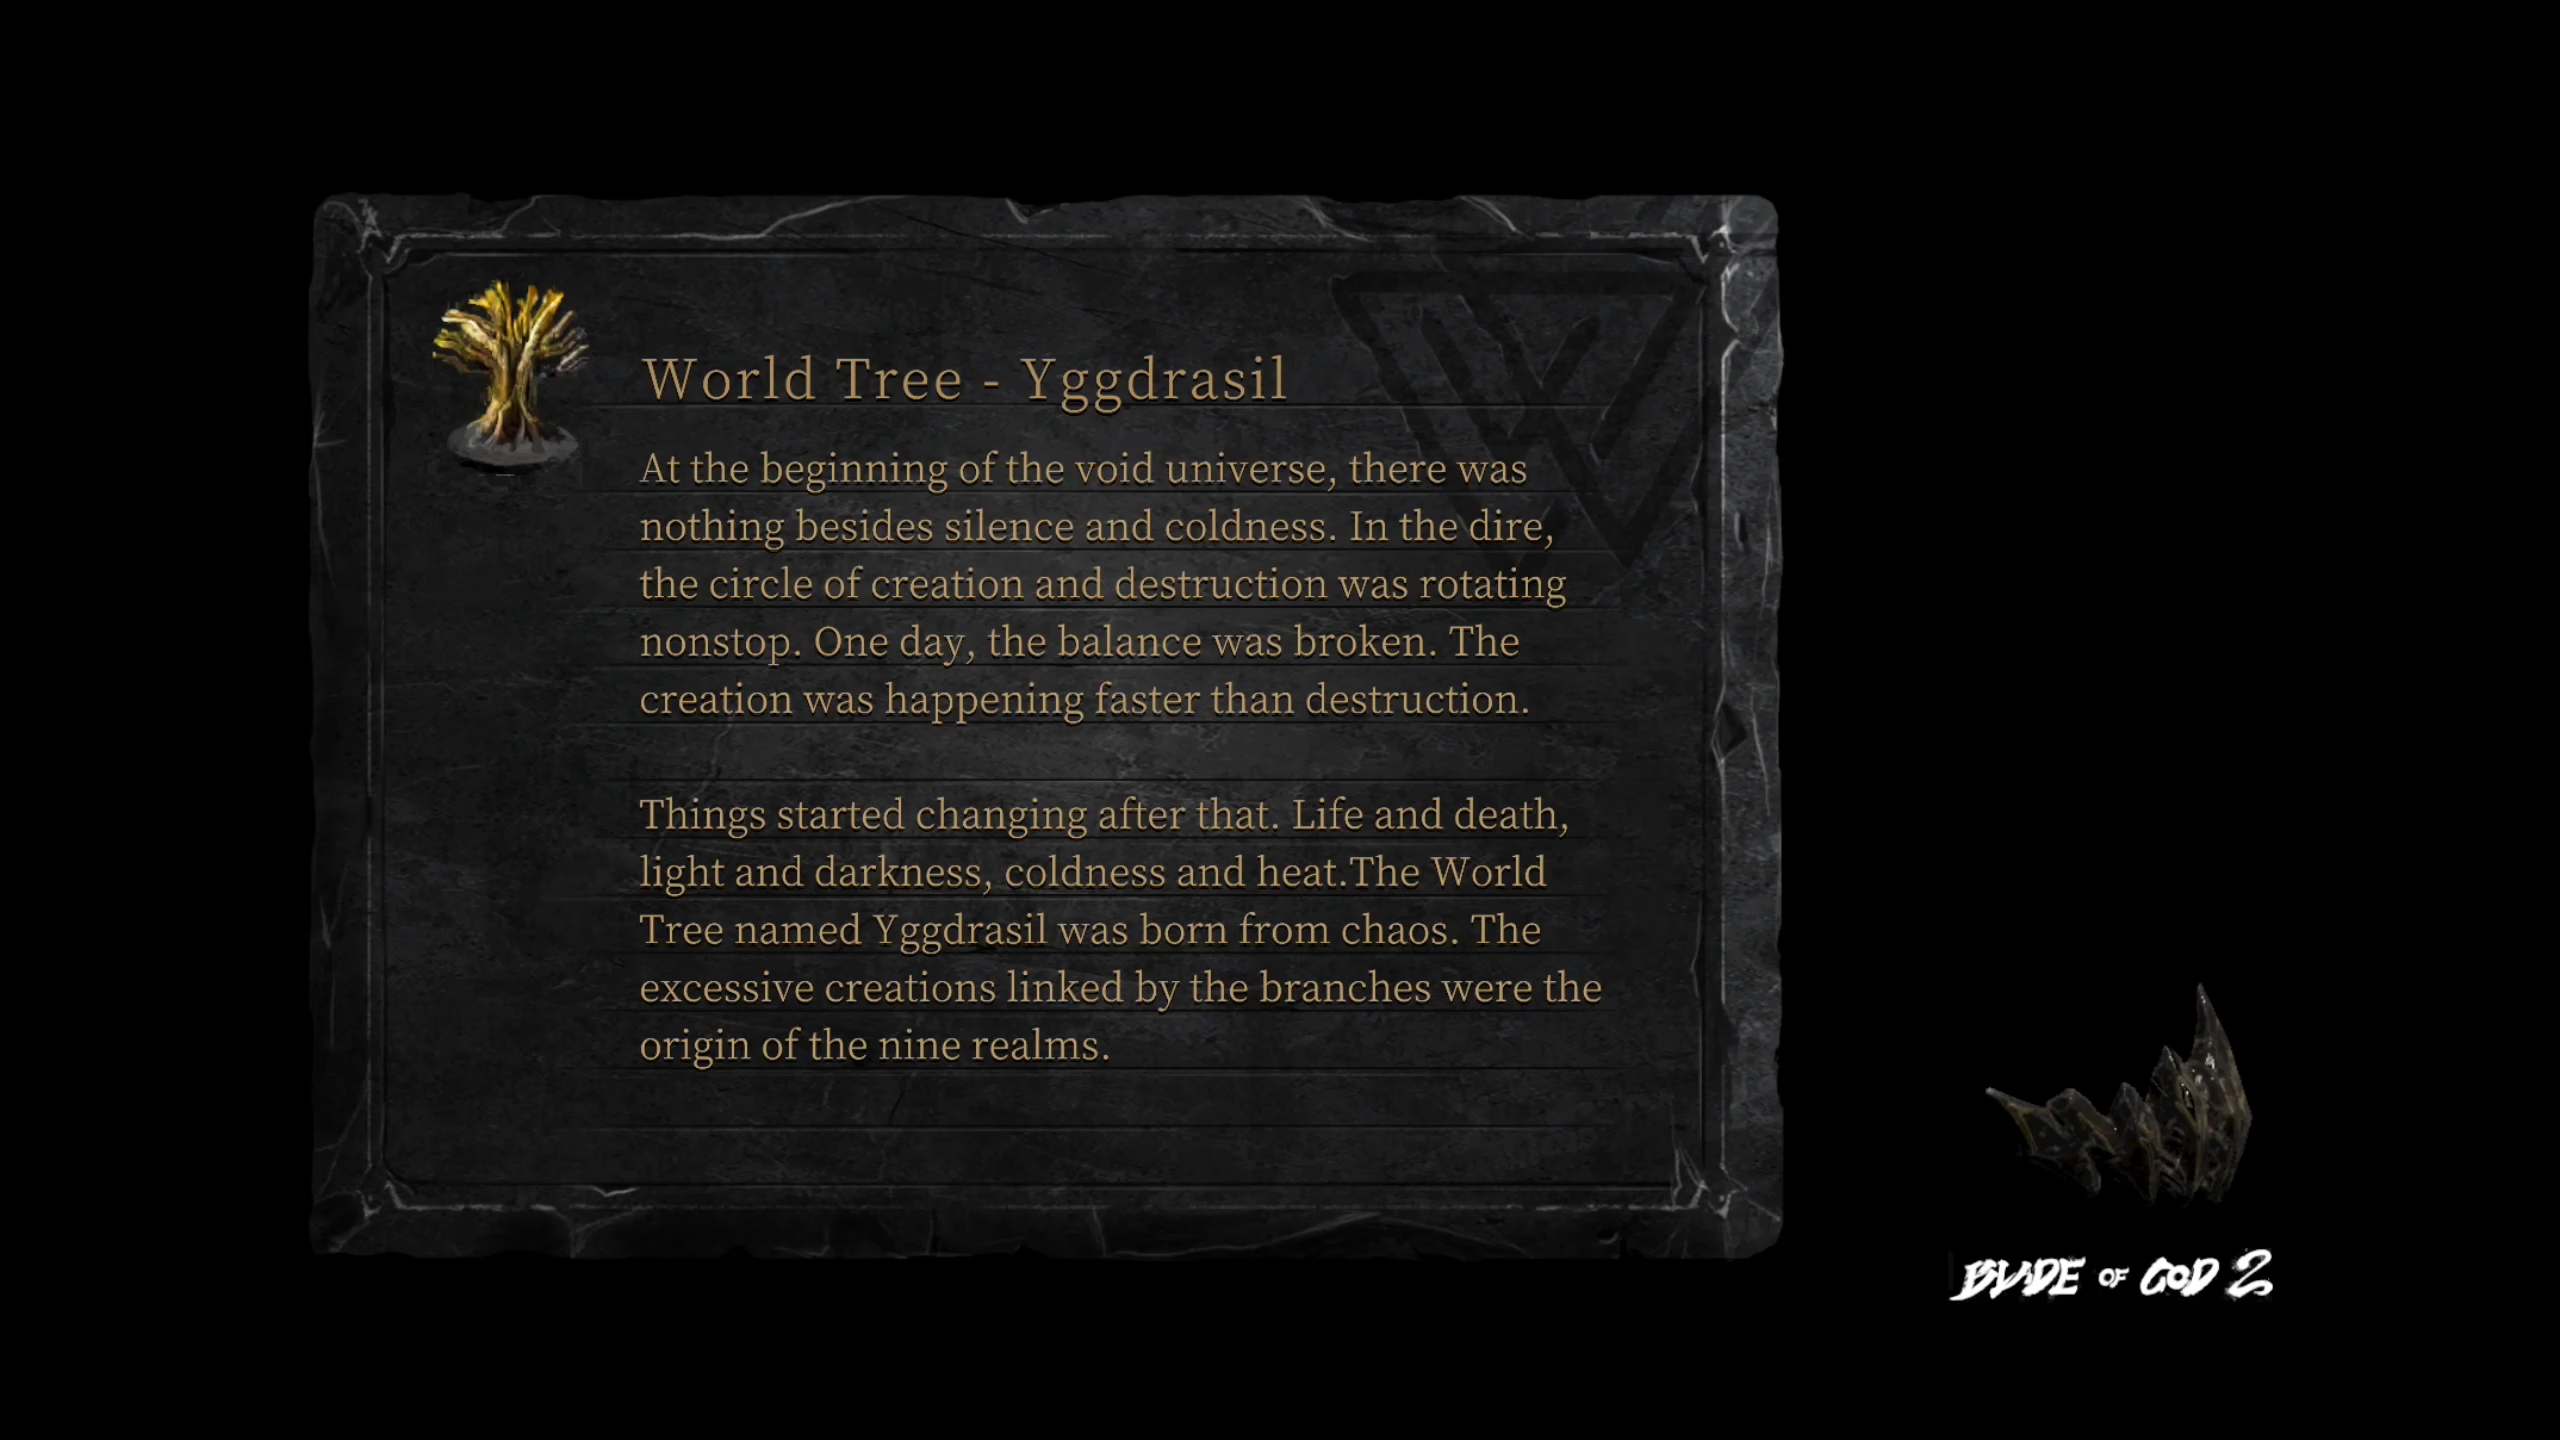 World Tree - Yggdrasil
At the beginning of the void universe, there was
nothing besides silence and coldness. In the dire,
the circle of creation and destruction was rotating
nonstop. One day, the balance was broken. The
creation was happening faster than destruction.
Things started changing after that. Life and death,
light and darkness, coldness and heat.The World
Tree named Yggdrasil was born from chaos. The
excessive creations linked by the branches were the
origin of the nine realms.
BLADE OF GOD 2